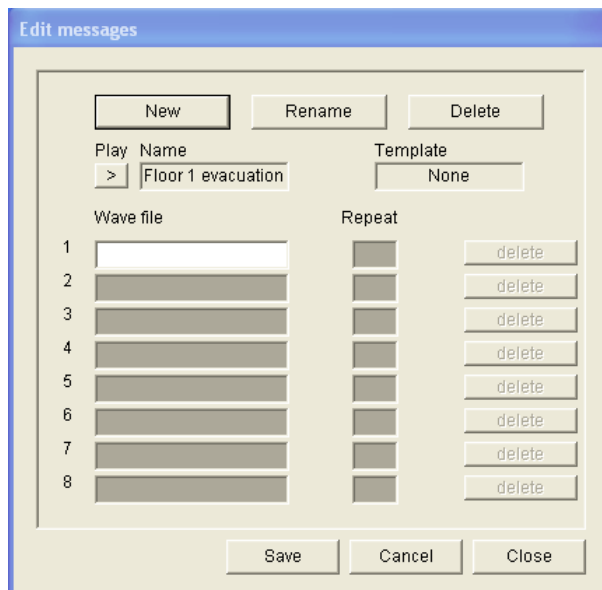 Edit messages
New Rename Delete
Play Name Template
> Floor 1 evacuation None
Wave file Repeat
1 delete
2 delete
3 delete
4 delete
5 delete
6 delete
7 delete
8 delete
Save Cancel Close